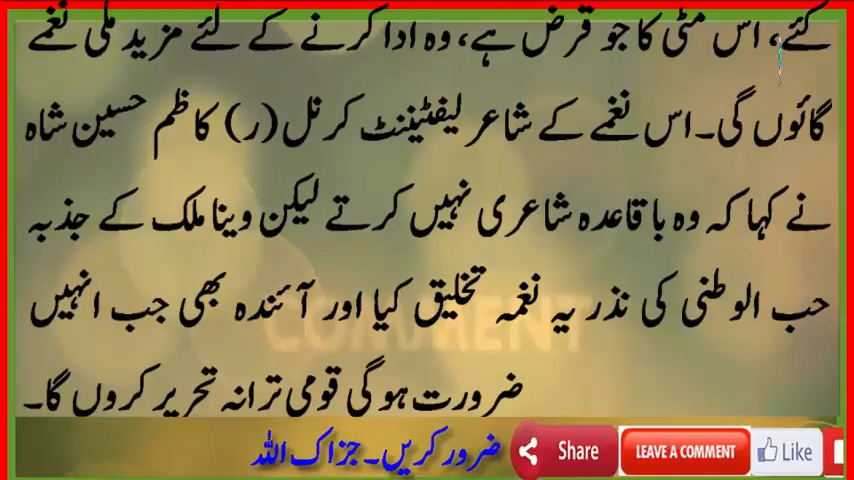 گئے، اس مٹی کا جو قرض ہے، وہ ادا کرنے کے لئے مزید ملی نغمے
گائوں گی۔ اس نغمے کے شاعر لیفٹیننٹ کرنل (ر) کاظم حسین شاہ
نے کہا کہ وہ باقاعدہ شاعری نہیں کرتے لیکن وینا ملک کے جذبہ
حب الوطنی کی نذر یہ نغمہ تخلیق کیا اور آئندہ بھی جب انہیں
COMMENT
ضرورت ہوگی قومی ترانہ تحریر کروں گا۔
ضرور کریں۔ جزاک اللہ
Share
LEAVE A COMMENT
Like